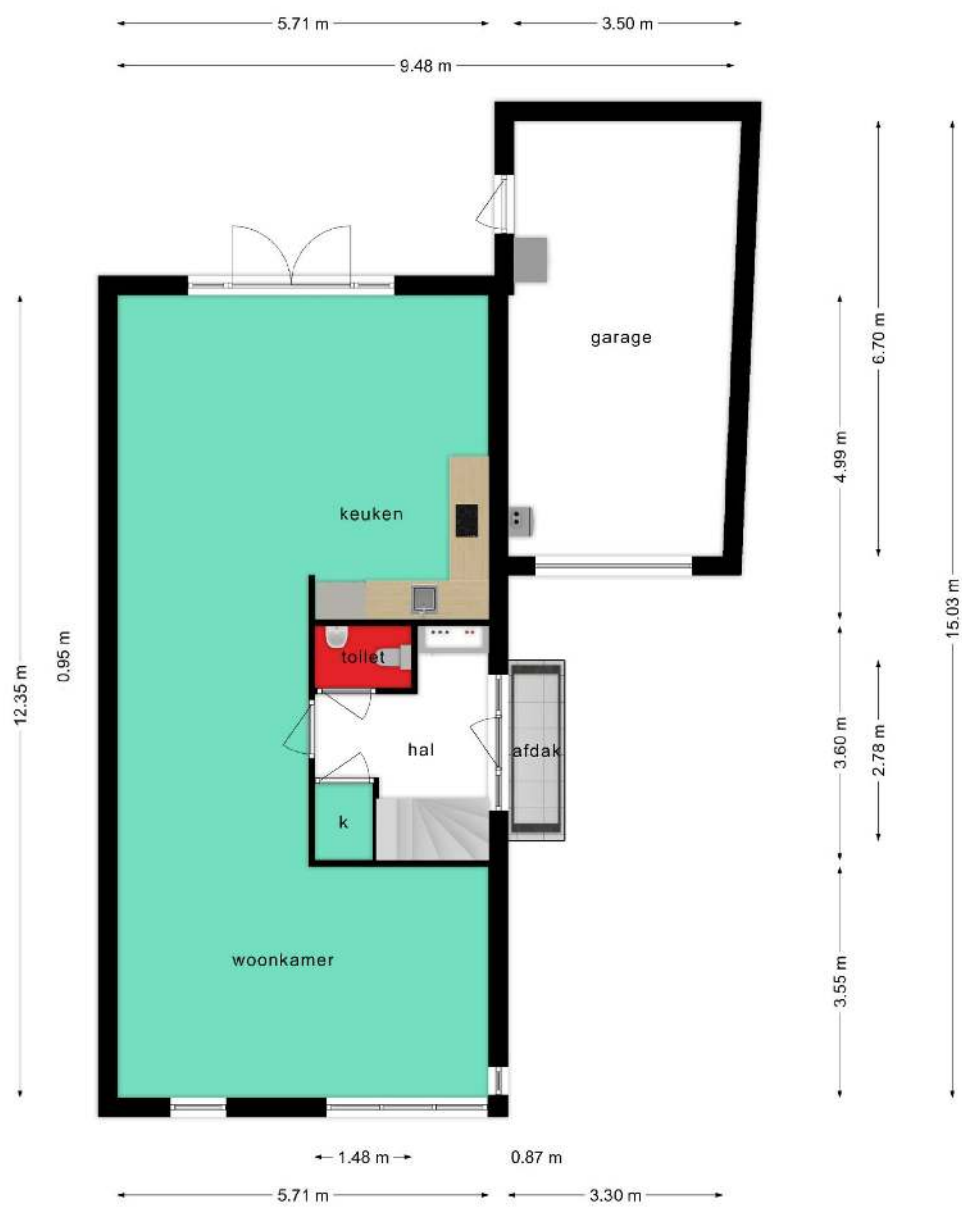 5.71 m
3.50 m
9.48 m
garage
6.70 m
4.99 m
keuken
15.03 m
0.95 m
toilet
12.35 m
3.60 m
2.78 m
hal
afdak
k
woonkamer
3.55 m
1.48 m
0.87 m
5.71 m
3.30 m